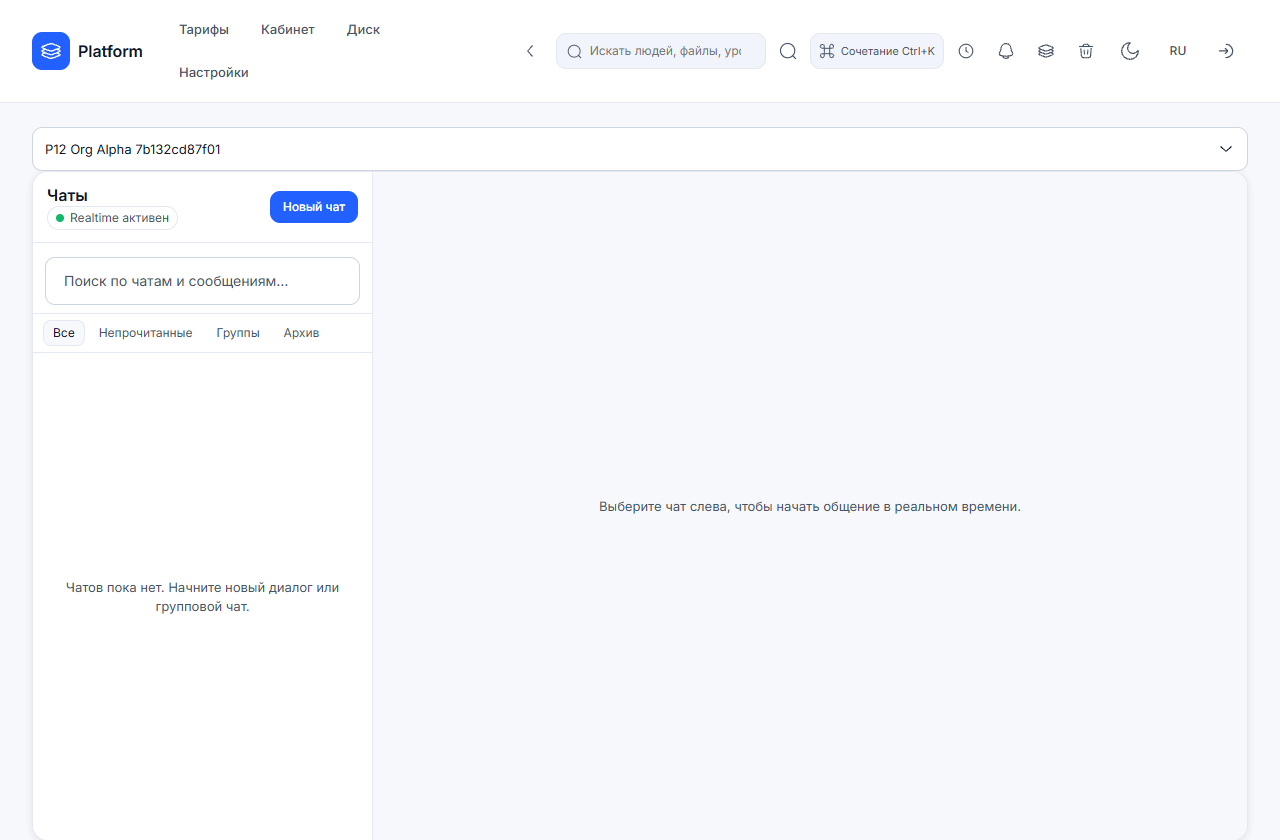 Platform
Тарифы
Кабинет
Диск
Настройки
Искать людей, файлы, уро
Сочетание Ctrl+K
RU
P12 Org Alpha 7b132cd87f01
Чаты
Realtime активен
Новый чат
Поиск по чатам и сообщениям...
Все
Непрочитанные
Группы
Архив
Выберите чат слева, чтобы начать общение в реальном времени.
Чатов пока нет. Начните новый диалог или
групповой чат.